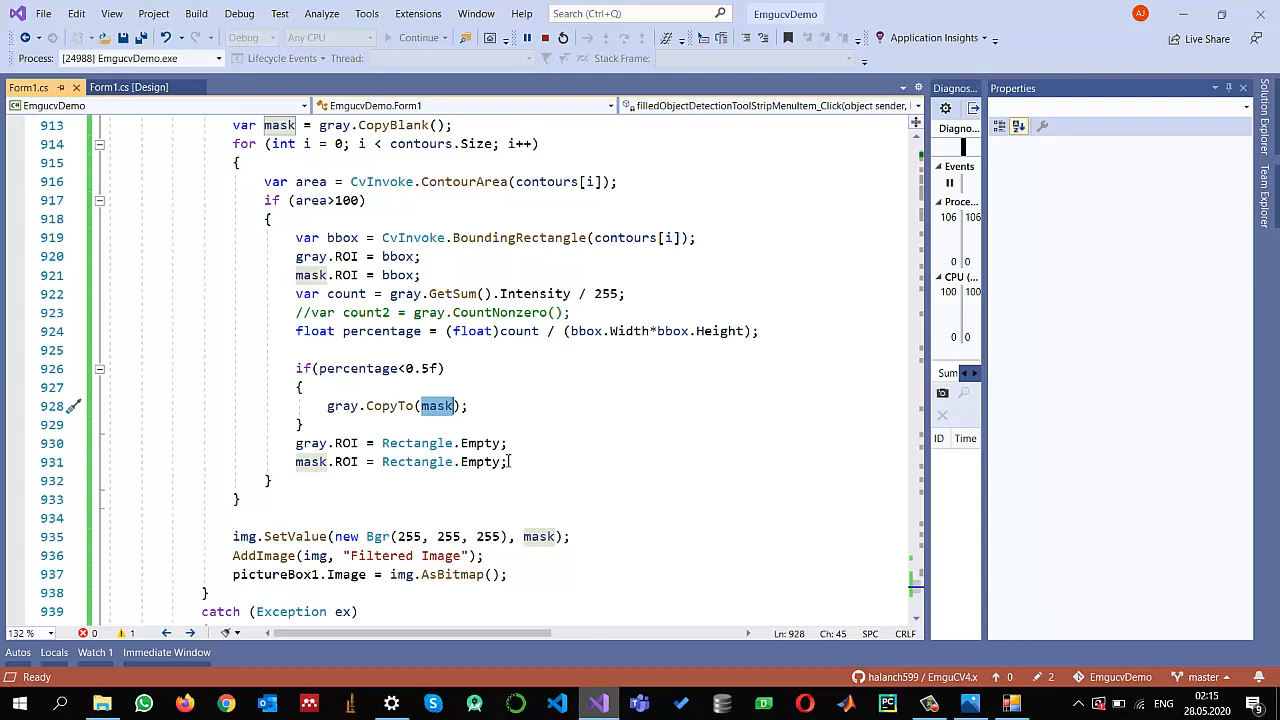 File Edit View Project Build Debug Test Analyze Tools Extensions Window Help Search (Ctrl+Q) EmgucvDemo AJ
Debug Any CPU Continue Application Insights Live Share
Process: [24988] EmgucvDemo.exe Lifecycle Events Thread: Stack Frame:
Form1.cs Form1.cs [Design] Diagnos... Properties
EmgucvDemo EmgucvDemo.Form1 filledObjectDetectionToolStripMenuItem_Click(object sender,
913 var mask = gray.CopyBlank();
914 for (int i = 0; i < contours.Size; i++)
915 {
916 var area = CvInvoke.ContourArea(contours[i]);
917 if (area>100)
918 {
919 var bbox = CvInvoke.BoundingRectangle(contours[i]);
920 gray.ROI = bbox;
921 mask.ROI = bbox;
922 var count = gray.GetSum().Intensity / 255;
923 //var count2 = gray.CountNonzero();
924 float percentage = (float)count / (bbox.Width*bbox.Height);
925
926 if(percentage<0.5f)
927 {
928 gray.CopyTo(mask);
929 }
930 gray.ROI = Rectangle.Empty;
931 mask.ROI = Rectangle.Empty;
932 }
933 }
934
935 img.SetValue(new Bgr(255, 255, 255), mask);
936 AddImage(img, "Filtered Image");
937 pictureBox1.Image = img.AsBitmap();
938 }
939 catch (Exception ex)
Diagno...
Events
Proce...
106 106
0 0
CPU (...
100 100
0 0
Sum
ID Time
Solution Explorer
Team Explorer
132 % 0 1 Ln: 928 Ch: 45 SPC CRLF
Autos Locals Watch 1 Immediate Window
Ready halanch599 / EmguCV4.x 0 2 EmgucvDemo master
ENG 02:15
28.05.2020